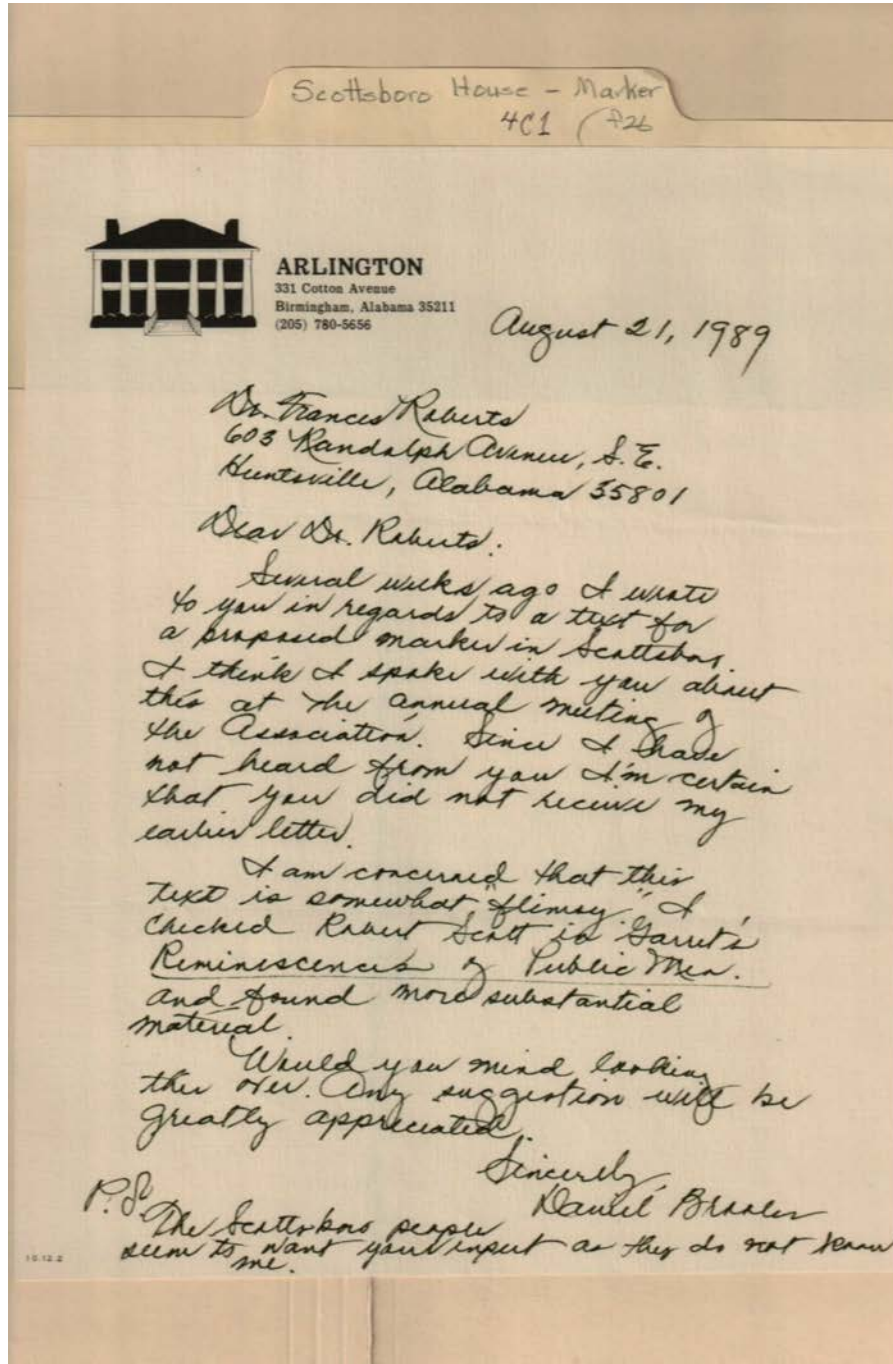 Scottsboro House - Marker
4C1 f26
ARLINGTON
331 Cotton Avenue
Birmingham, Alabama 35211
(205) 780-5656
August 21, 1989
Dr. Frances Roberts
603 Randolph Avenue, S.E.
Huntsville, Alabama 35801
Dear Dr. Roberts:
Several weeks ago I wrote
to you in regards to a text for
a proposed marker in Scottsboro.
I think I spoke with you about
this at the annual meeting of
the Association. Since I have
not heard from you I'm certain
that you did not receive my
earlier letter.
I am concerned that this
text is somewhat "flimsy." I
checked Robert Scott in Garret's
Reminiscences of Public Men.
and found more substantial
material.
Would you mind looking
this over. Any suggestion will be
greatly appreciated.
Sincerely,
Daniel
P.S.
The Scottsboro people
seem to want your input as they do not know
me.
10.12.2